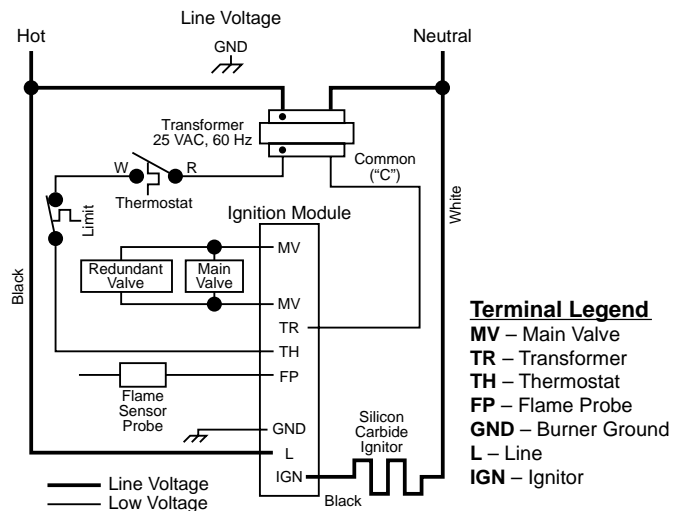 Line Voltage
Hot
GND
Neutral
Transformer
25 VAC, 60 Hz
Common
("C")
W
R
Thermostat
Limit
Ignition Module
White
Black
MV
Redundant
Valve
Main
Valve
MV
TR
TH
FP
Flame
Sensor
Probe
GND
Silicon
Carbide
Ignitor
L
IGN
Black
Line Voltage
Low Voltage
Terminal Legend
MV – Main Valve
TR – Transformer
TH – Thermostat
FP – Flame Probe
GND – Burner Ground
L – Line
IGN – Ignitor